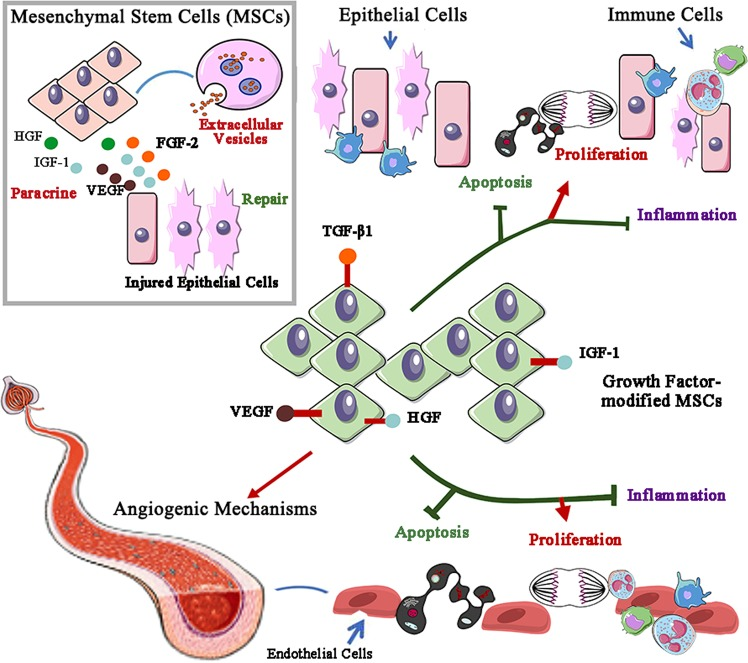 Mesenchymal Stem Cells (MSCs)
HGF
FGF-2
Extracellular
Vesicles
IGF-1
Paracrine
VEGF
Repair
Injured Epithelial Cells
Epithelial Cells
Immune Cells
Proliferation
Apoptosis
Inflammation
TGF-β1
IGF-1
Growth Factor-
modified MSCs
VEGF
HGF
Angiogenic Mechanisms
Inflammation
Apoptosis
Proliferation
Endothelial Cells